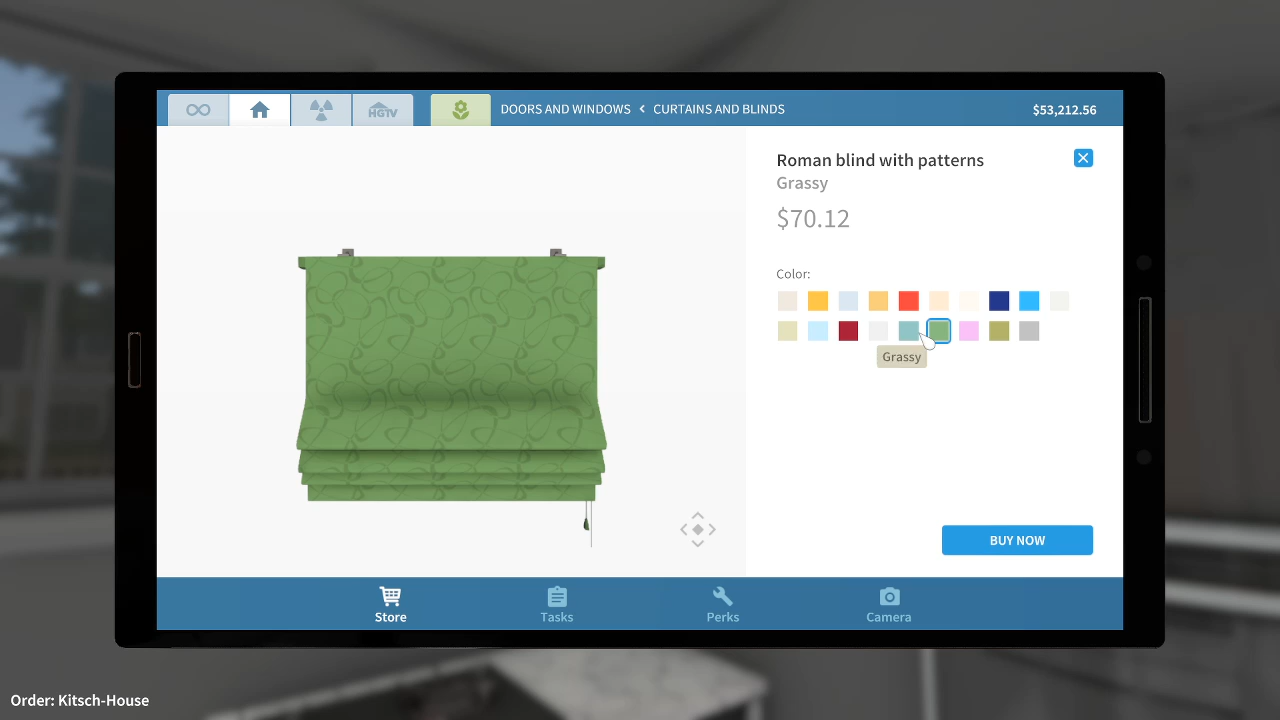 HGTV
DOORS AND WINDOWS < CURTAINS AND BLINDS
$53,212.56
Roman blind with patterns
Grassy
$70.12
Color:
Grassy
BUY NOW
Store
Tasks
Perks
Camera
Order: Kitsch-House